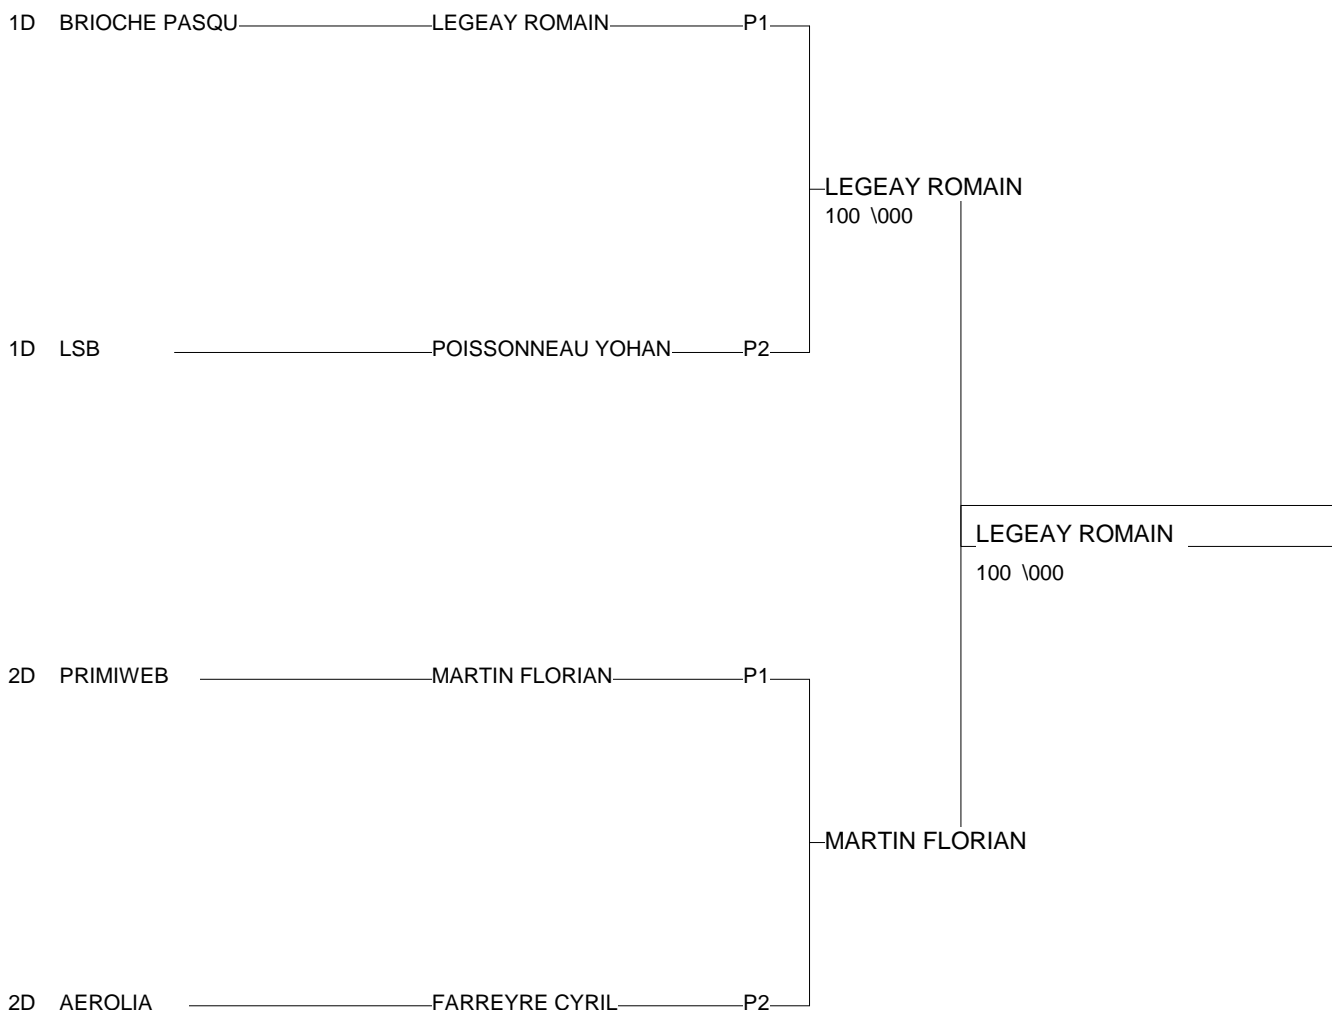 1D BRIOCHE PASQU LEGEAY ROMAIN P1
LEGEAY ROMAIN
100 \000
1D LSB POISSONNEAU YOHAN P2
LEGEAY ROMAIN
100 \000
2D PRIMIWEB MARTIN FLORIAN P1
MARTIN FLORIAN
2D AEROLIA FARREYRE CYRIL P2